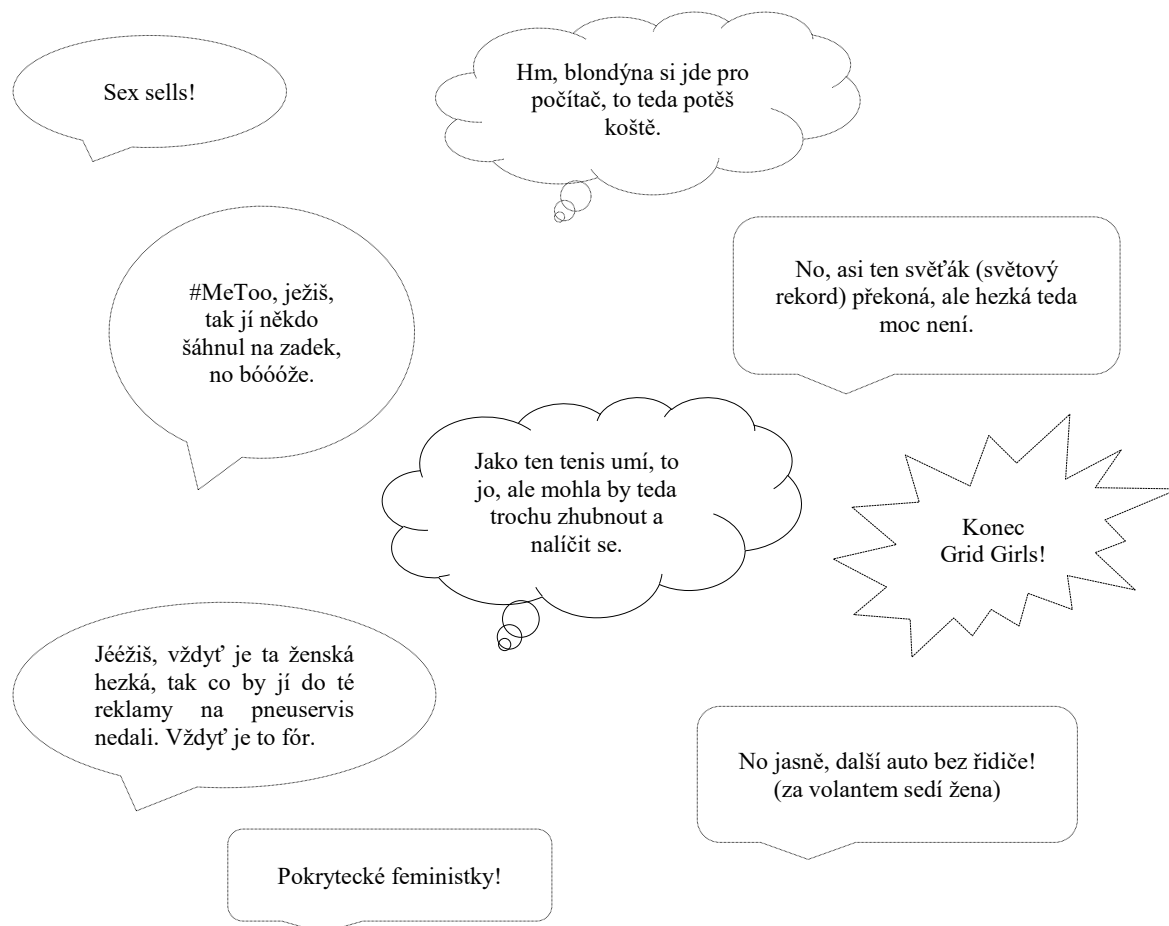 Sex sells!
Hm, blondýna si jde pro
počítač, to teda potěš
koště.
No, asi ten svěťák (světový
rekord) překoná, ale hezká teda
moc není.
#MeToo, ježiš,
tak jí někdo
šáhnul na zadek,
no bóóóže.
Jako ten tenis umí, to
jo, ale mohla by teda
trochu zhubnout a
nalíčit se.
Konec
Grid Girls!
Jééžiš, vždyť je ta ženská
hezká, tak co by jí do té
reklamy na pneuservis
nedali. Vždyť je to fór.
No jasně, další auto bez řidiče!
(za volantem sedí žena)
Pokrytecké feministky!